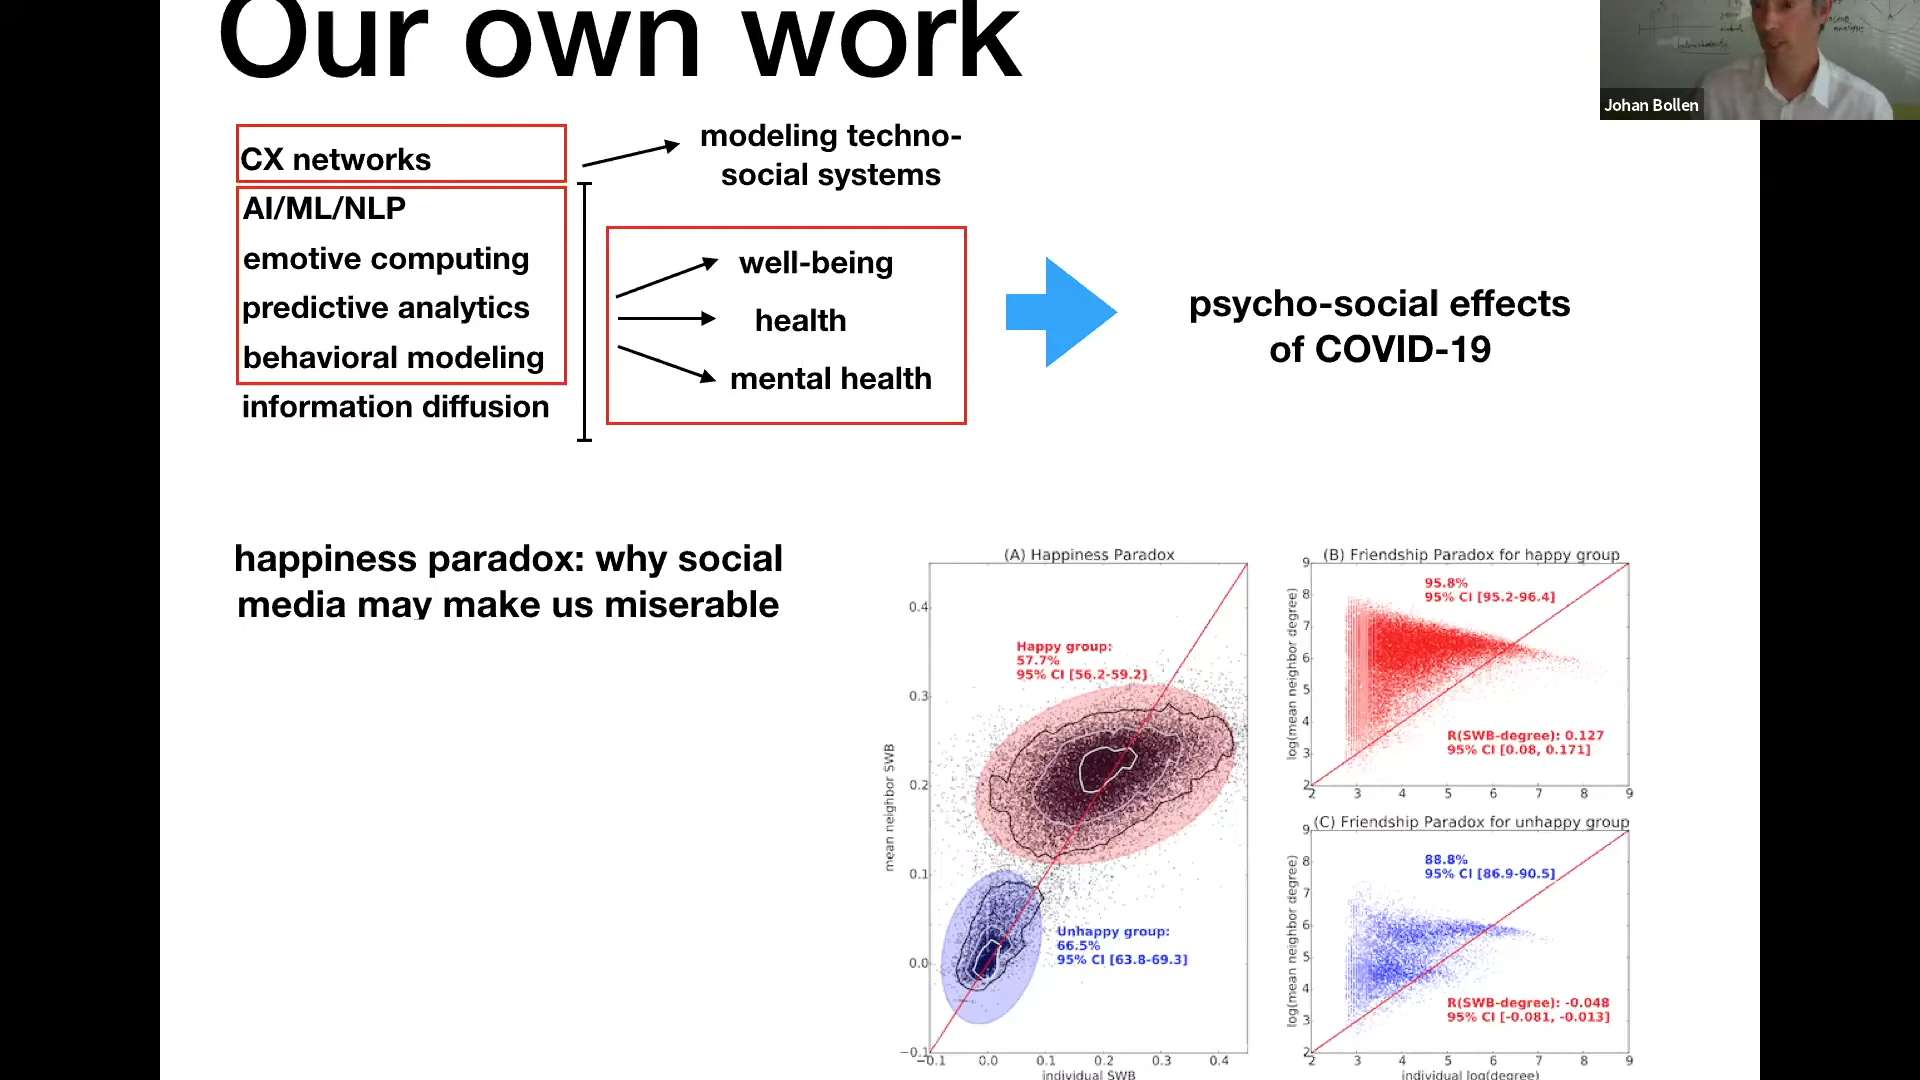 Our own work
Johan Bollen
CX networks
AI/ML/NLP
emotive computing
predictive analytics
behavioral modeling
information diffusion
modeling techno-
social systems
well-being
health
mental health
psycho-social effects
of COVID-19
happiness paradox: why social
media may make us miserable
(A) Happiness Paradox
Happy group:
57.7%
95% CI [56.2-59.2]
Unhappy group:
66.5%
95% CI [63.8-69.3]
mean neighbor SWB
0.4
0.3
0.2
0.1
0.0
−0.1
−0.1 0.0 0.1 0.2 0.3 0.4
individual SWB
(B) Friendship Paradox for happy group
95.8%
95% CI [95.2-96.4]
R(SWB-degree): 0.127
95% CI [0.08, 0.171]
log(mean neighbor degree)
9
8
7
6
5
4
3
2
2 3 4 5 6 7 8 9
(C) Friendship Paradox for unhappy group
88.8%
95% CI [86.9-90.5]
R(SWB-degree): -0.048
95% CI [-0.081, -0.013]
log(mean neighbor degree)
9
8
7
6
5
4
3
2
2 3 4 5 6 7 8 9
individual log(degree)